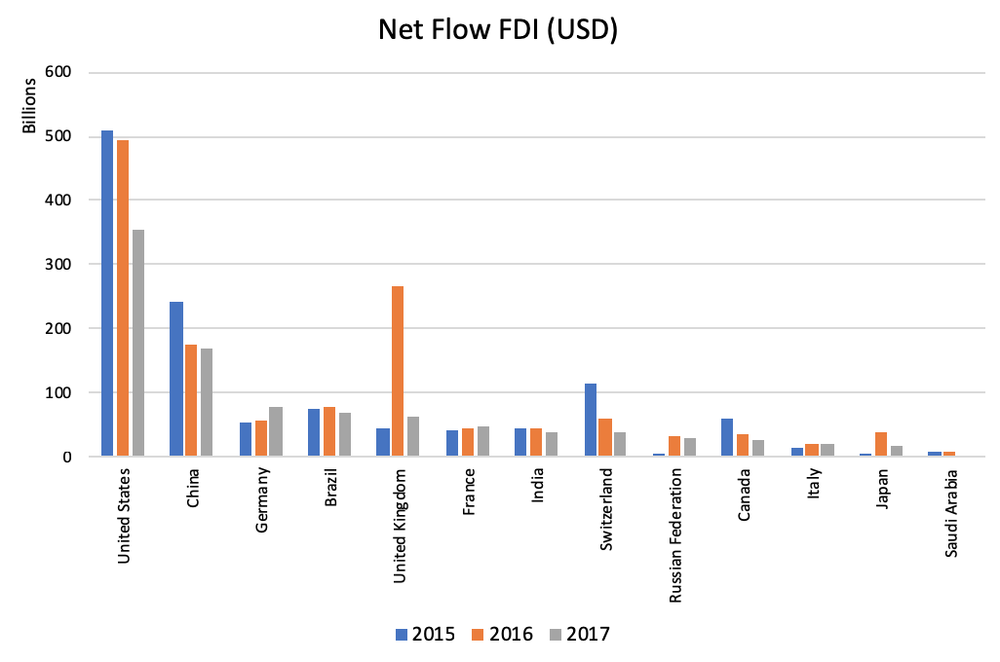 Net Flow FDI (USD)
Billions
600
500
400
300
200
100
0
United States
China
Germany
Brazil
United Kingdom
France
India
Switzerland
Russian Federation
Canada
Italy
Japan
Saudi Arabia
2015 2016 2017